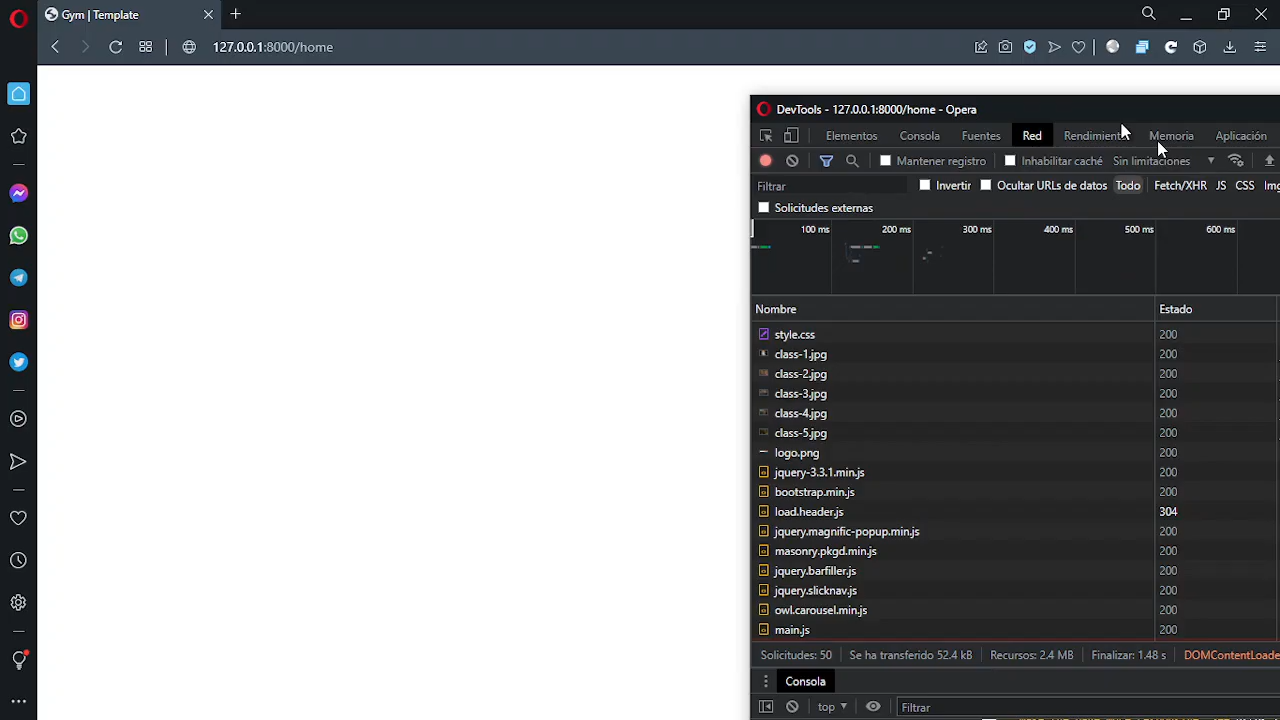 Gym | Template
127.0.0.1:8000/home
DevTools - 127.0.0.1:8000/home - Opera
Elementos Consola Fuentes Red Rendimiento Memoria Aplicación
Mantener registro Inhabilitar caché Sin limitaciones
Filtrar Invertir Ocultar URLs de datos Todo Fetch/XHR JS CSS Img
Solicitudes externas
100 ms 200 ms 300 ms 400 ms 500 ms 600 ms
Nombre Estado
style.css 200
class-1.jpg 200
class-2.jpg 200
class-3.jpg 200
class-4.jpg 200
class-5.jpg 200
logo.png 200
jquery-3.3.1.min.js 200
bootstrap.min.js 200
load.header.js 304
jquery.magnific-popup.min.js 200
masonry.pkgd.min.js 200
jquery.barfiller.js 200
jquery.slicknav.js 200
owl.carousel.min.js 200
main.js 200
Solicitudes: 50 Se ha transferido 52.4 kB Recursos: 2.4 MB Finalizar: 1.48 s DOMContentLoade
Consola
top Filtrar